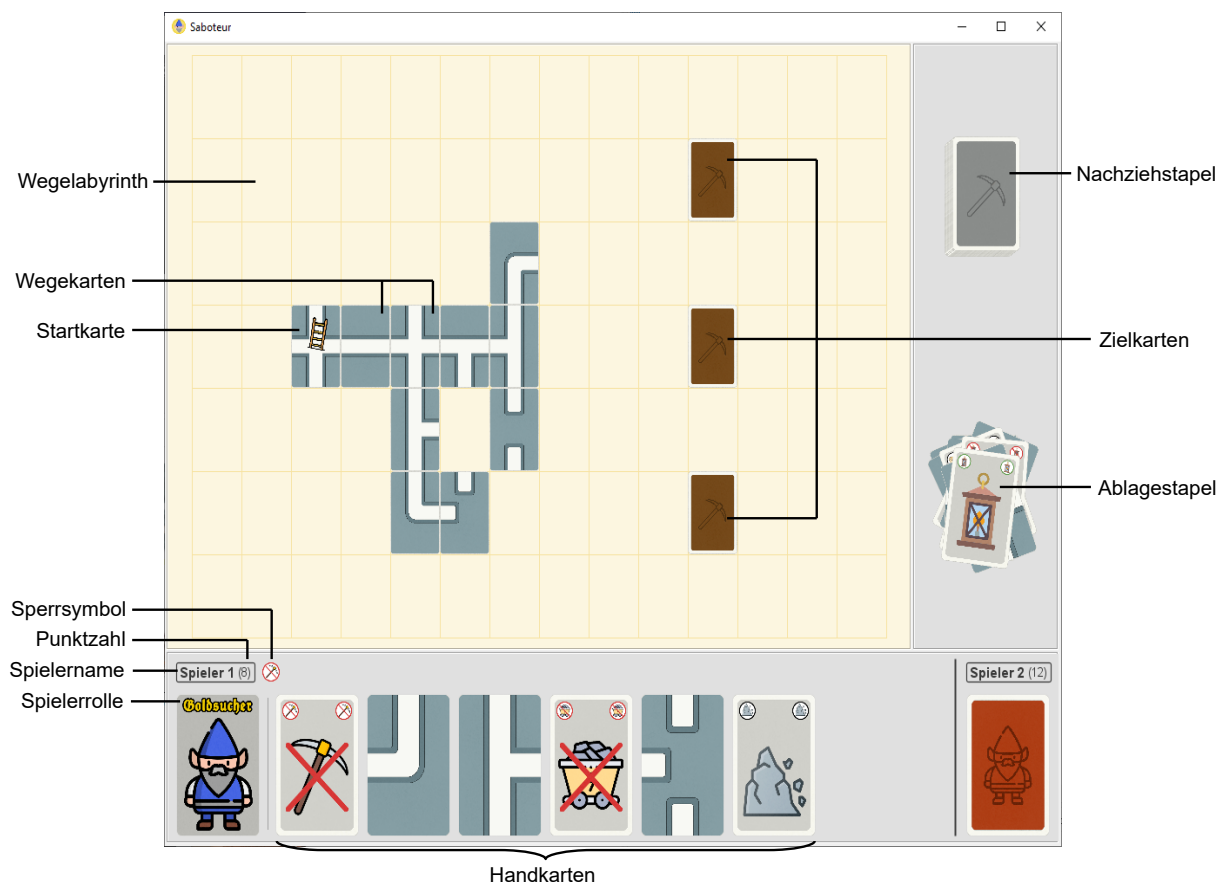 Saboteur
Wegelabyrinth
Nachziehstapel
Wegekarten
Startkarte
Zielkarten
Ablagestapel
Sperrsymbol
Punktzahl
Spielername
Spieler 1 (8)
Spieler 2 (12)
Spielerrolle
Goldsucher
Handkarten